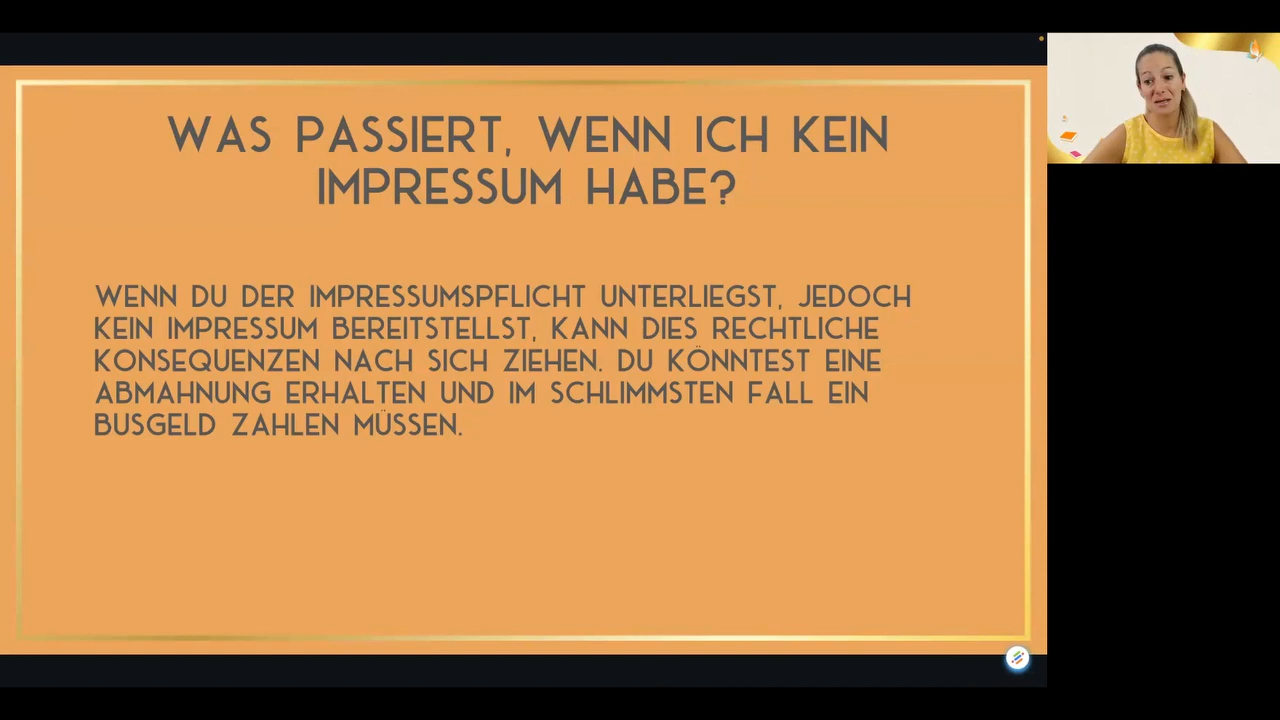 WAS PASSIERT, WENN ICH KEIN
IMPRESSUM HABE?
WENN DU DER IMPRESSUMSPFLICHT UNTERLIEGST, JEDOCH
KEIN IMPRESSUM BEREITSTELLST, KANN DIES RECHTLICHE
KONSEQUENZEN NACH SICH ZIEHEN. DU KÖNNTEST EINE
ABMAHNUNG ERHALTEN UND IM SCHLIMMSTEN FALL EIN
BUSGELD ZAHLEN MÜSSEN.